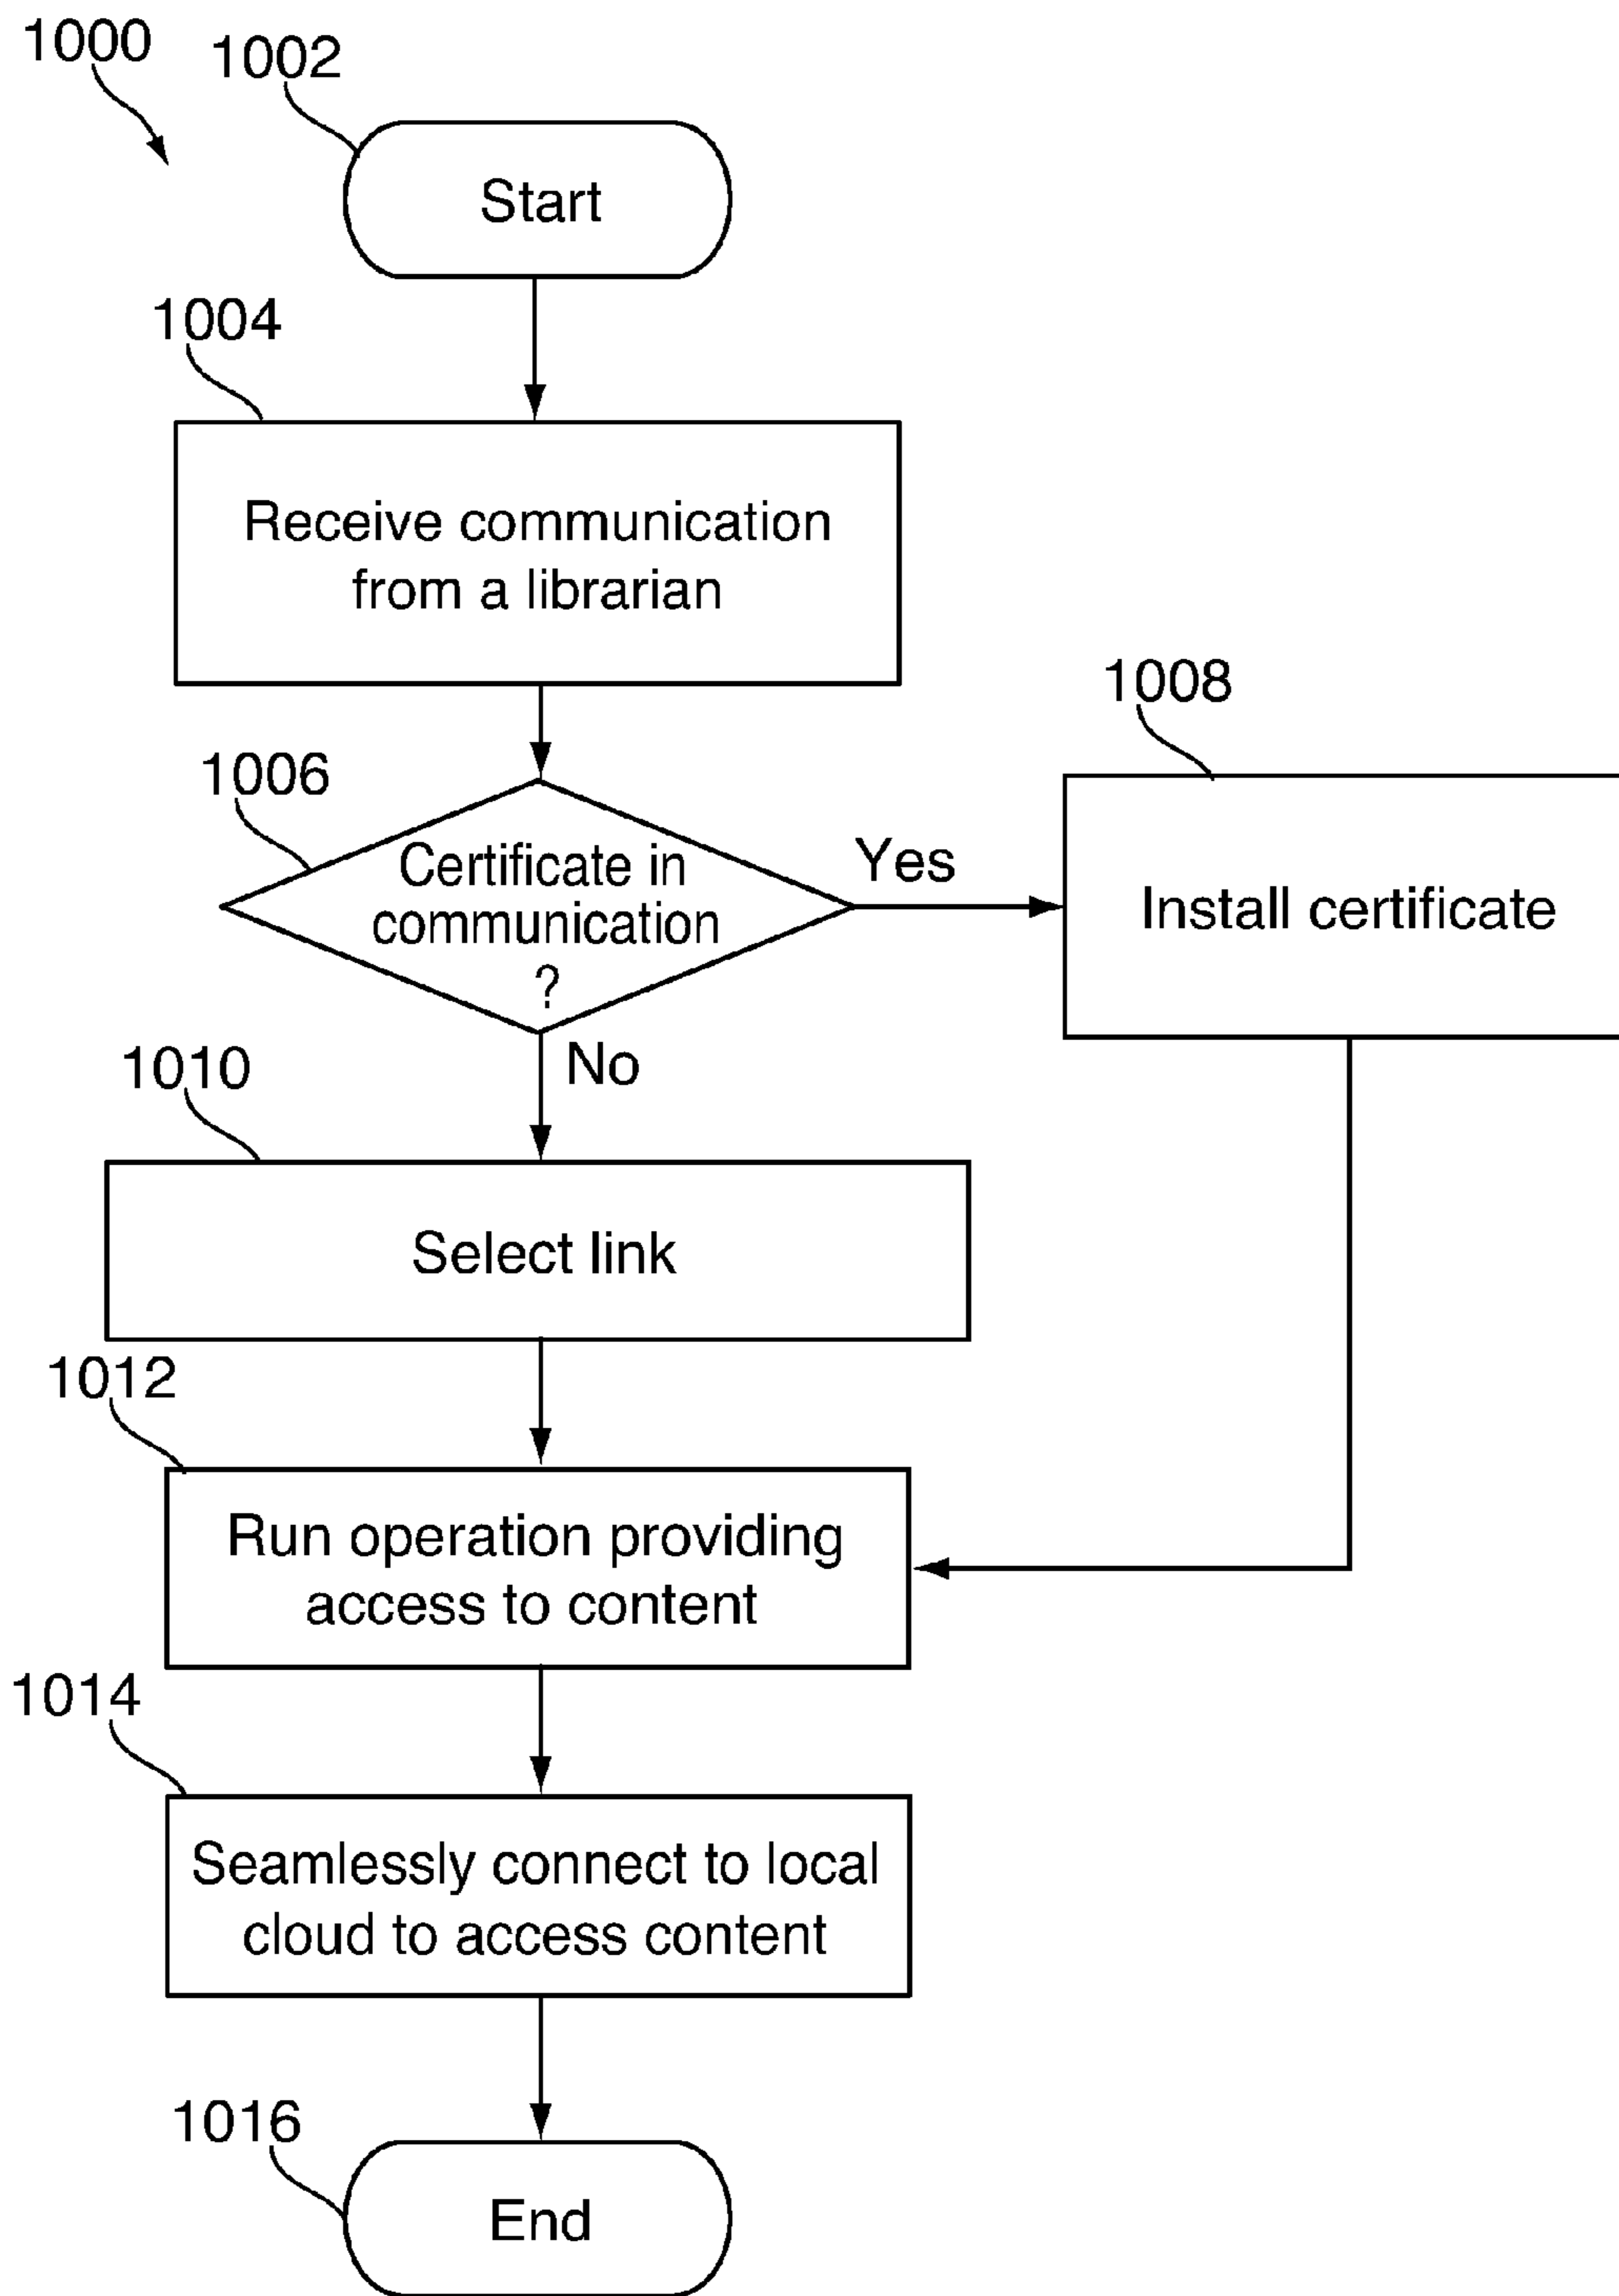 1000
1002
Start
1004
Receive communication
from a librarian
1006
Certificate in
communication
?
Yes
1008
Install certificate
No
1010
Select link
1012
Run operation providing
access to content
1014
Seamlessly connect to local
cloud to access content
1016
End